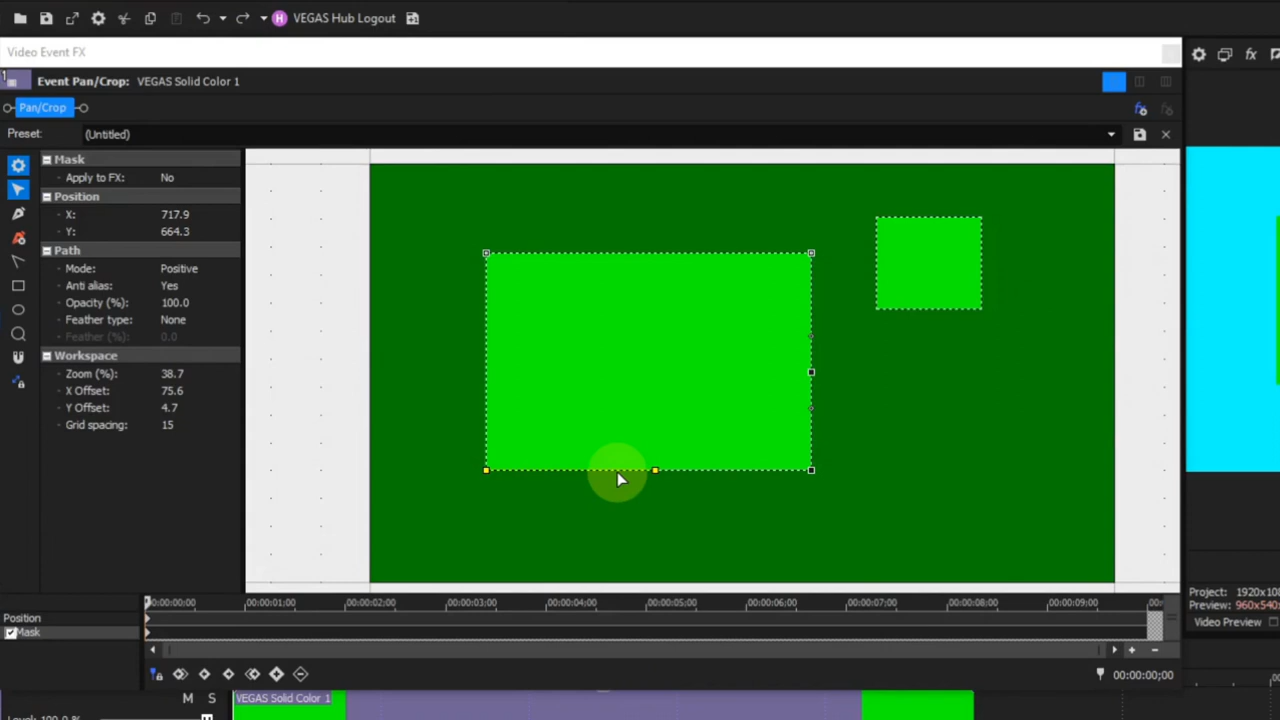 VEGAS Hub Logout
Video Event FX
Event Pan/Crop: VEGAS Solid Color 1
Pan/Crop
Preset: (Untitled)
Mask
Apply to FX: No
Position
X: 717.9
Y: 664.3
Path
Mode: Positive
Anti alias: Yes
Opacity (%): 100.0
Feather type: None
Feather (%): 0.0
Workspace
Zoom (%): 38.7
X Offset: 75.6
Y Offset: 4.7
Grid spacing: 15
00:00:00;00 00:00:01;00 00:00:02;00 00:00:03;00 00:00:04;00 00:00:05;00 00:00:06;00 00:00:07;00 00:00:08;00 00:00:09;00
Position
Mask
Project: 1920x108
Preview: 960x540
Video Preview
00:00:00;00
M S
VEGAS Solid Color 1
Level: 100.0 %